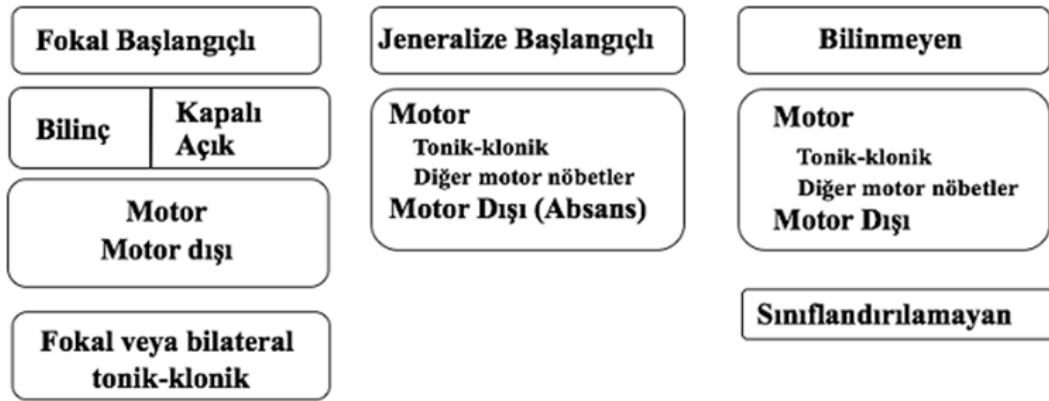 Fokal Başlangıçlı
Bilinç
Kapalı
Açık
Motor
Motor dışı
Fokal veya bilateral
tonik-klonik
Jeneralize Başlangıçlı
Motor
Tonik-klonik
Diğer motor nöbetler
Motor Dışı (Absans)
Bilinmeyen
Motor
Tonik-klonik
Diğer motor nöbetler
Motor Dışı
Sınıflandırılamayan